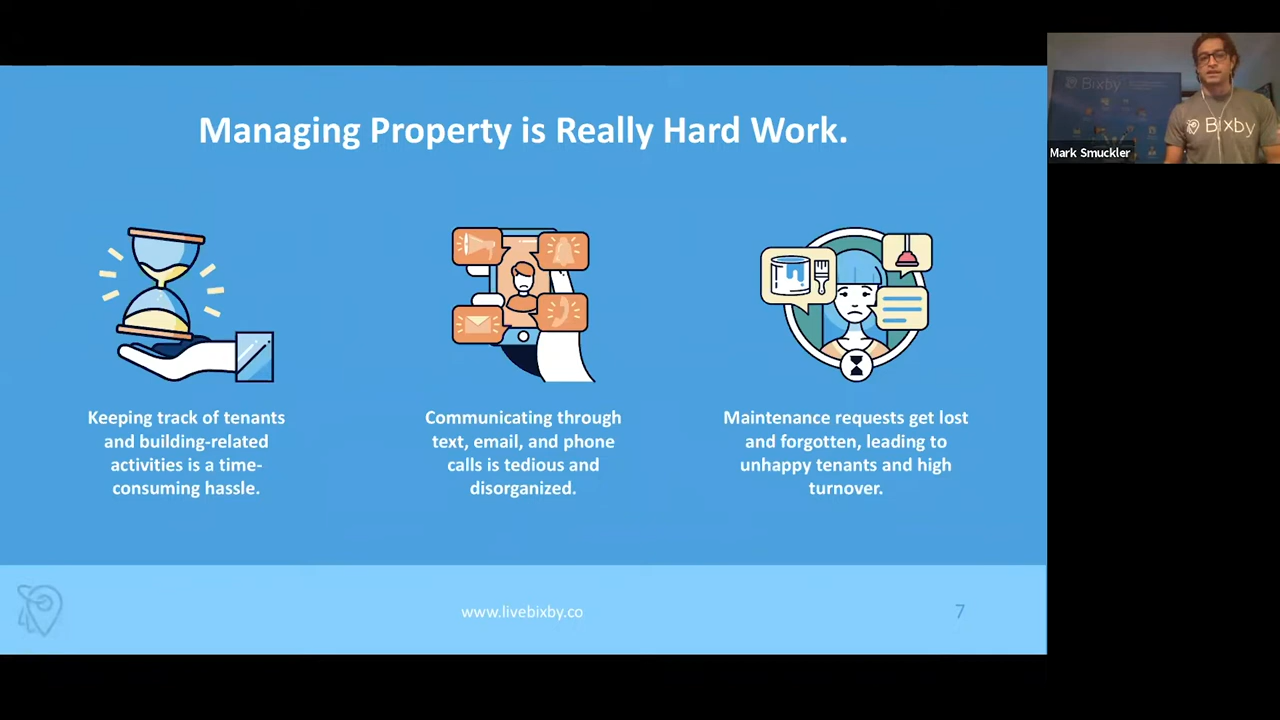 Managing Property is Really Hard Work.
Keeping track of tenants
and building-related
activities is a time-
consuming hassle.
Communicating through
text, email, and phone
calls is tedious and
disorganized.
Maintenance requests get lost
and forgotten, leading to
unhappy tenants and high
turnover.
www.livebixby.co
7
Bixby
Bixby
Mark Smuckler